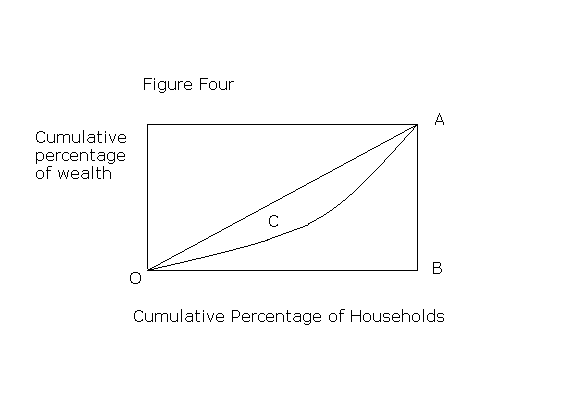 Figure Four
A
Cumulative
percentage
of wealth
C
O
B
Cumulative Percentage of Households